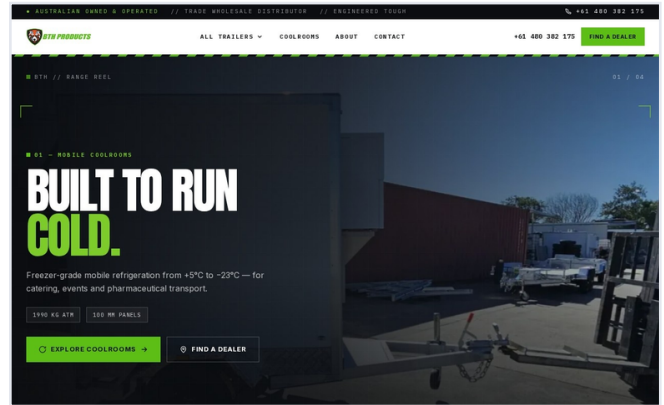 AUSTRALIAN OWNED & OPERATED // TRADE WHOLESALE DISTRIBUTOR // ENGINEERED TOUGH
+61 480 382 175
BTH PRODUCTS
ALL TRAILERS
COOLROOMS
ABOUT
CONTACT
+61 480 382 175
FIND A DEALER
BTH // RANGE REEL
01 / 04
01 — MOBILE COOLROOMS
BUILT TO RUN
COLD.
Freezer-grade mobile refrigeration from +5°C to −23°C — for
catering, events and pharmaceutical transport.
1990 KG ATM
100 MM PANELS
EXPLORE COOLROOMS →
FIND A DEALER